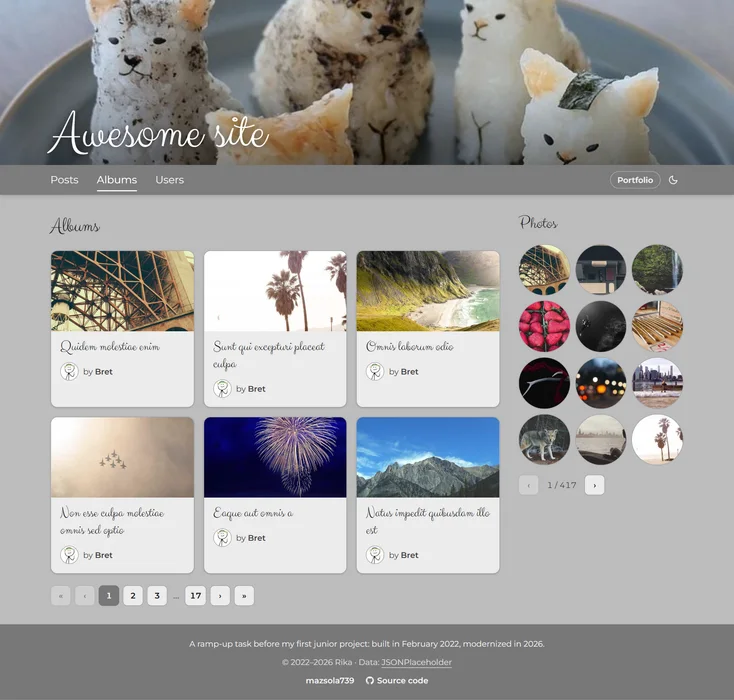 Awesome site
Posts Albums Users Portfolio
Albums
Quidem molestiae enim
by Bret
Sunt qui excepturi placeat
culpa
by Bret
Omnis laborum odio
by Bret
Non esse culpa molestiae
omnis sed optio
by Bret
Eaque aut omnis a
by Bret
Natus impedit quibusdam illo
est
by Bret
« ‹ 1 2 3 ... 17 › »
Photos
‹ 1 / 417 ›
A ramp-up task before my first junior project: built in February 2022, modernized in 2026.
© 2022–2026 Rika · Data: JSONPlaceholder
mazsola739 Source code